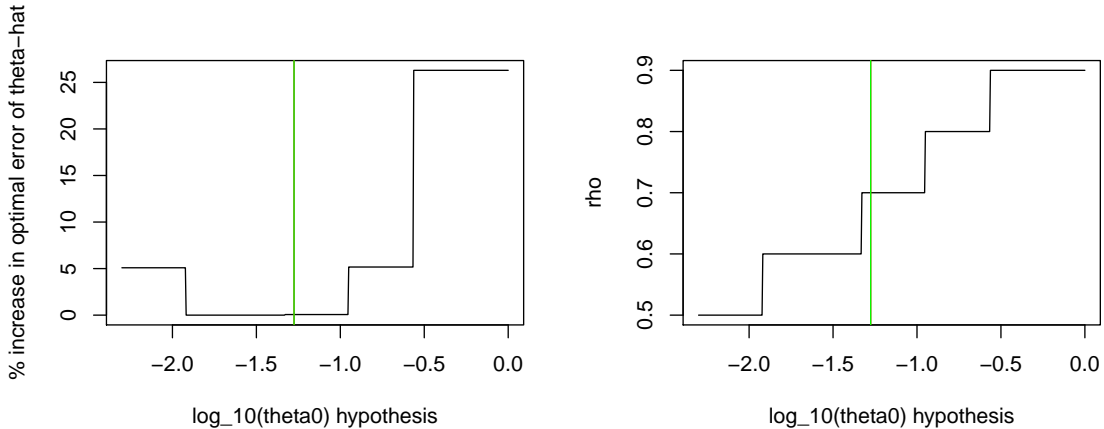 % increase in optimal error of theta−hat
25
20
15
10
5
0
−2.0 −1.5 −1.0 −0.5 0.0
log_10(theta0) hypothesis
rho
0.9
0.8
0.7
0.6
0.5
−2.0 −1.5 −1.0 −0.5 0.0
log_10(theta0) hypothesis